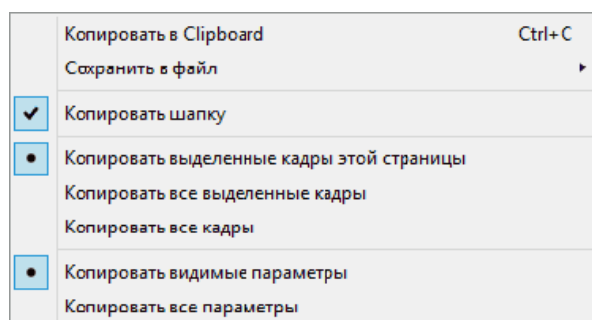 Копировать в Clipboard Ctrl+C
Сохранить в файл
Копировать шапку
Копировать выделенные кадры этой страницы
Копировать все выделенные кадры
Копировать все кадры
Копировать видимые параметры
Копировать все параметры